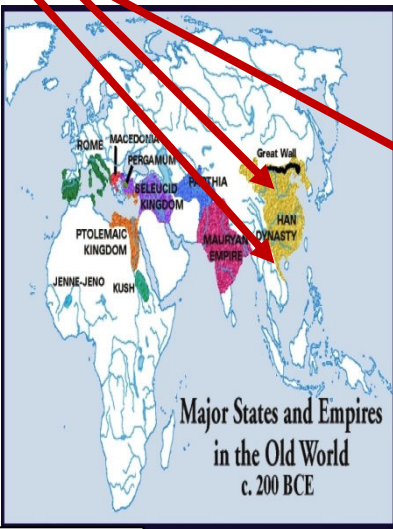 ROME
MACEDONIA
PERGAMUM
SELEUCID
KINGDOM
PARTHIA
Great Wall
HAN
DYNASTY
MAURYAN
EMPIRE
PTOLEMAIC
KINGDOM
JENNE-JENO
KUSH
Major States and Empires
in the Old World
c. 200 BCE